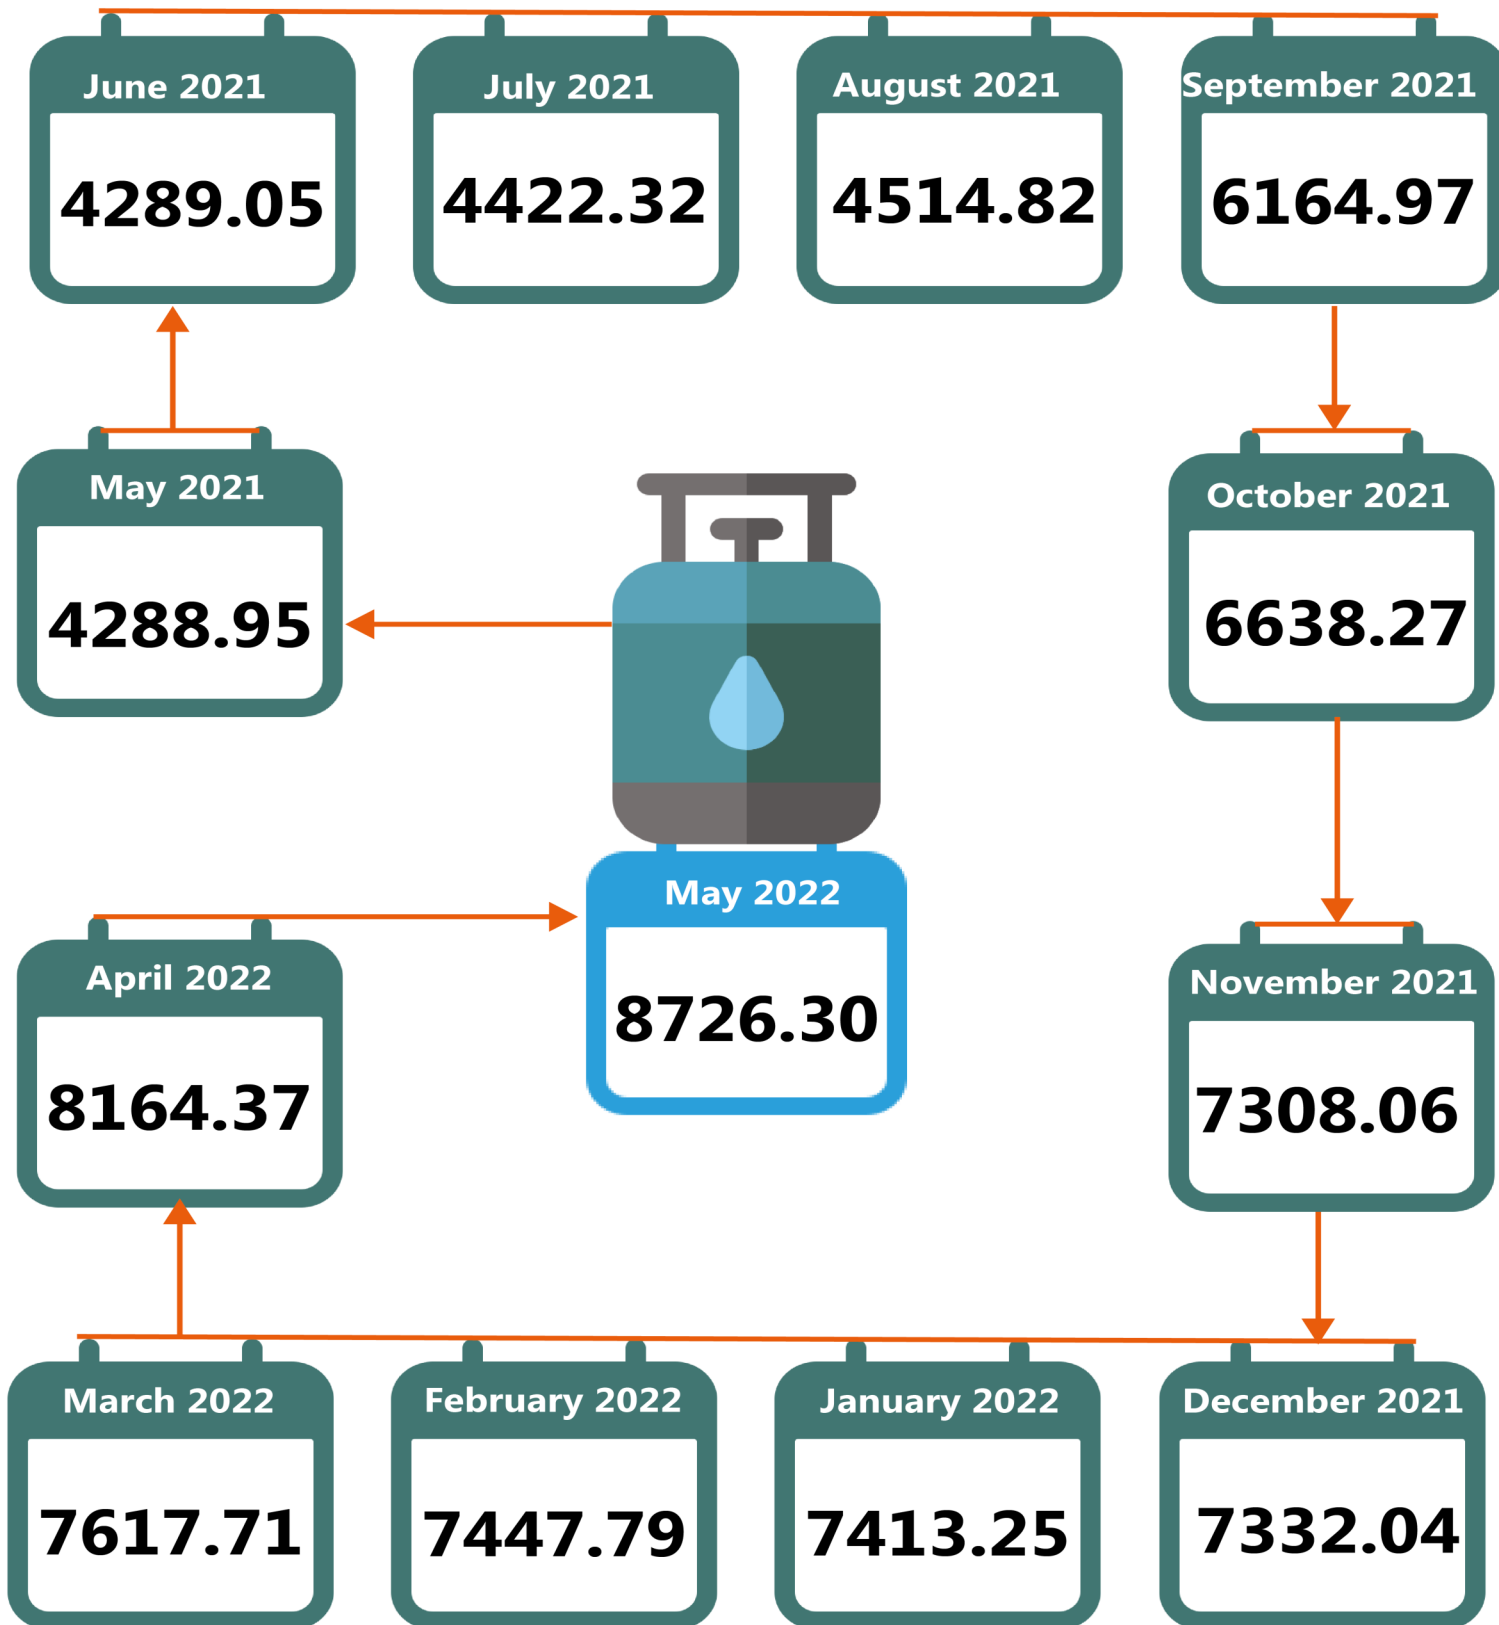 June 2021
4289.05
July 2021
4422.32
August 2021
4514.82
September 2021
6164.97
May 2021
4288.95
October 2021
6638.27
May 2022
8726.30
April 2022
8164.37
November 2021
7308.06
March 2022
7617.71
February 2022
7447.79
January 2022
7413.25
December 2021
7332.04